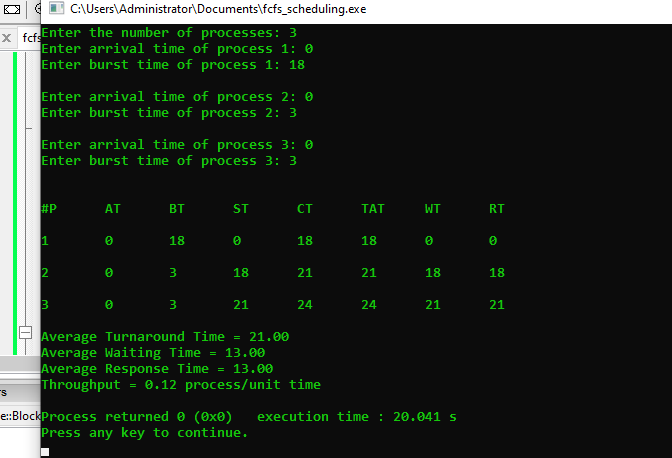 C:\Users\Administrator\Documents\fcfs_scheduling.exe
fcfs
Enter the number of processes: 3
Enter arrival time of process 1: 0
Enter burst time of process 1: 18
Enter arrival time of process 2: 0
Enter burst time of process 2: 3
Enter arrival time of process 3: 0
Enter burst time of process 3: 3
#P AT BT ST CT TAT WT RT
1 0 18 0 18 18 0 0
2 0 3 18 21 21 18 18
3 0 3 21 24 24 21 21
Average Turnaround Time = 21.00
Average Waiting Time = 13.00
Average Response Time = 13.00
Throughput = 0.12 process/unit time
rs
e::Block
Process returned 0 (0x0) execution time : 20.041 s
Press any key to continue.